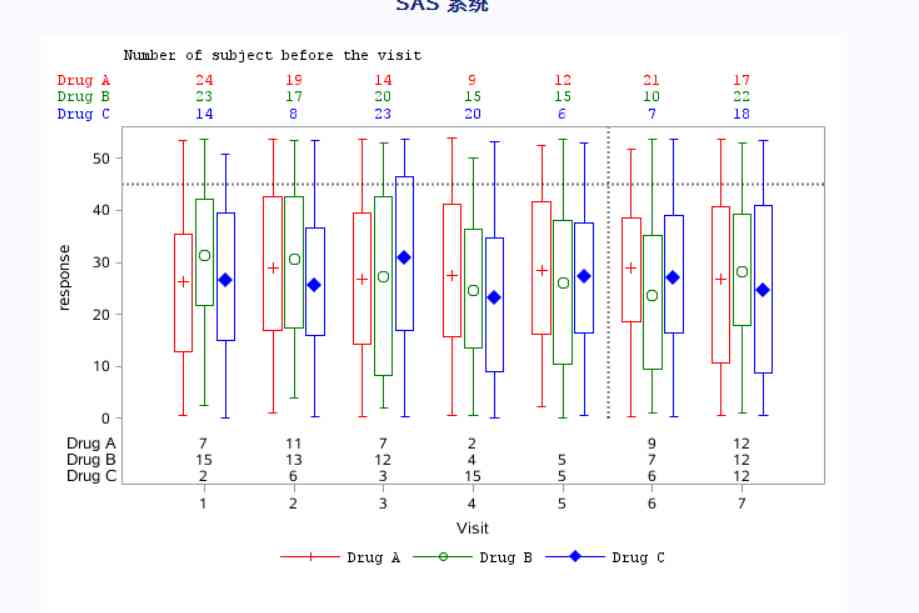 SAS 系统
Number of subject before the visit
Drug A 24 19 14 9 12 21 17
Drug B 23 17 20 15 15 10 22
Drug C 14 8 23 20 6 7 18
response
50
40
30
20
10
0
Drug A 7 11 7 2 9 12
Drug B 15 13 12 4 5 7 12
Drug C 2 6 3 15 5 6 12
1 2 3 4 5 6 7
Visit
Drug A Drug B Drug C